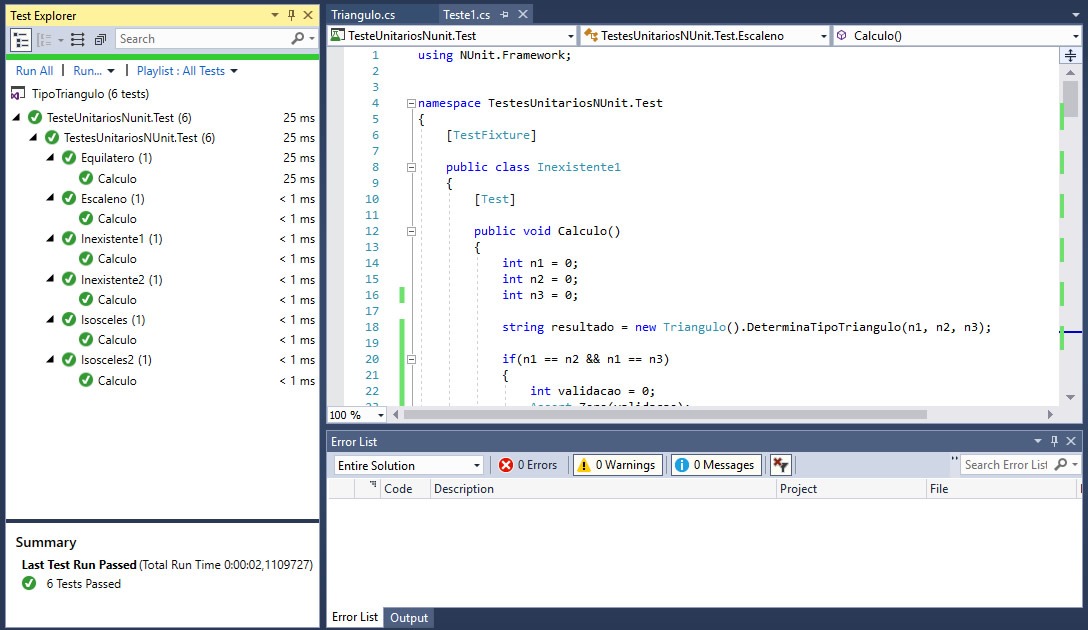 Test Explorer
Search
Run All | Run... | Playlist : All Tests
TipoTriangulo (6 tests)
TesteUnitariosNunit.Test (6) 25 ms
TestesUnitariosNUnit.Test (6) 25 ms
Equilatero (1) 25 ms
Calculo 25 ms
Escaleno (1) < 1 ms
Calculo < 1 ms
Inexistente1 (1) < 1 ms
Calculo < 1 ms
Inexistente2 (1) < 1 ms
Calculo < 1 ms
Isosceles (1) < 1 ms
Calculo < 1 ms
Isosceles2 (1) < 1 ms
Calculo < 1 ms
Summary
Last Test Run Passed (Total Run Time 0:00:02,1109727)
6 Tests Passed
Triangulo.cs Teste1.cs
TesteUnitariosNunit.Test TestesUnitariosNUnit.Test.Escaleno Calculo()
1 using NUnit.Framework;
2
3
4 namespace TestesUnitariosNUnit.Test
5 {
6 [TestFixture]
7
8 public class Inexistente1
9 {
10 [Test]
11
12 public void Calculo()
13 {
14 int n1 = 0;
15 int n2 = 0;
16 int n3 = 0;
17
18 string resultado = new Triangulo().DeterminaTipoTriangulo(n1, n2, n3);
19
20 if(n1 == n2 && n1 == n3)
21 {
22 int validacao = 0;
23 Assert.Zero(validacao);
100 %
Error List
Entire Solution 0 Errors 0 Warnings 0 Messages Search Error List
Code Description Project File
Error List Output